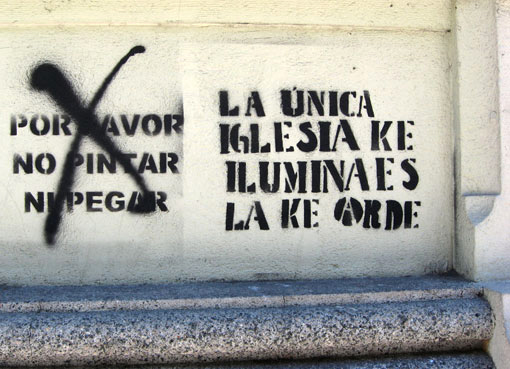 POR FAVOR
NO PINTAR
NI PEGAR
LA ÚNICA
IGLESIA KE
ILUMINA ES
LA KE ARDE